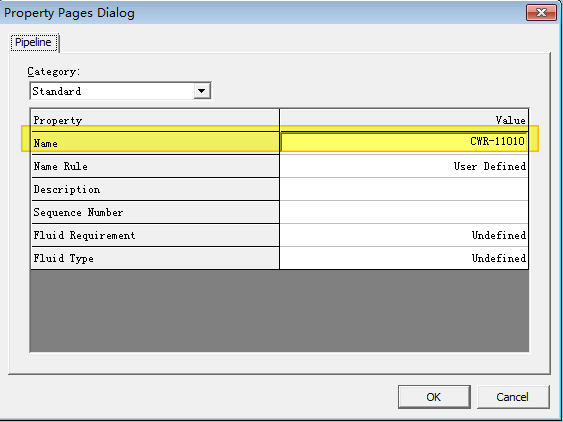 Property Pages Dialog
Pipeline
Category:
Standard
Property Value
Name CWR-11010
Name Rule User Defined
Description
Sequence Number
Fluid Requirement Undefined
Fluid Type Undefined
OK Cancel